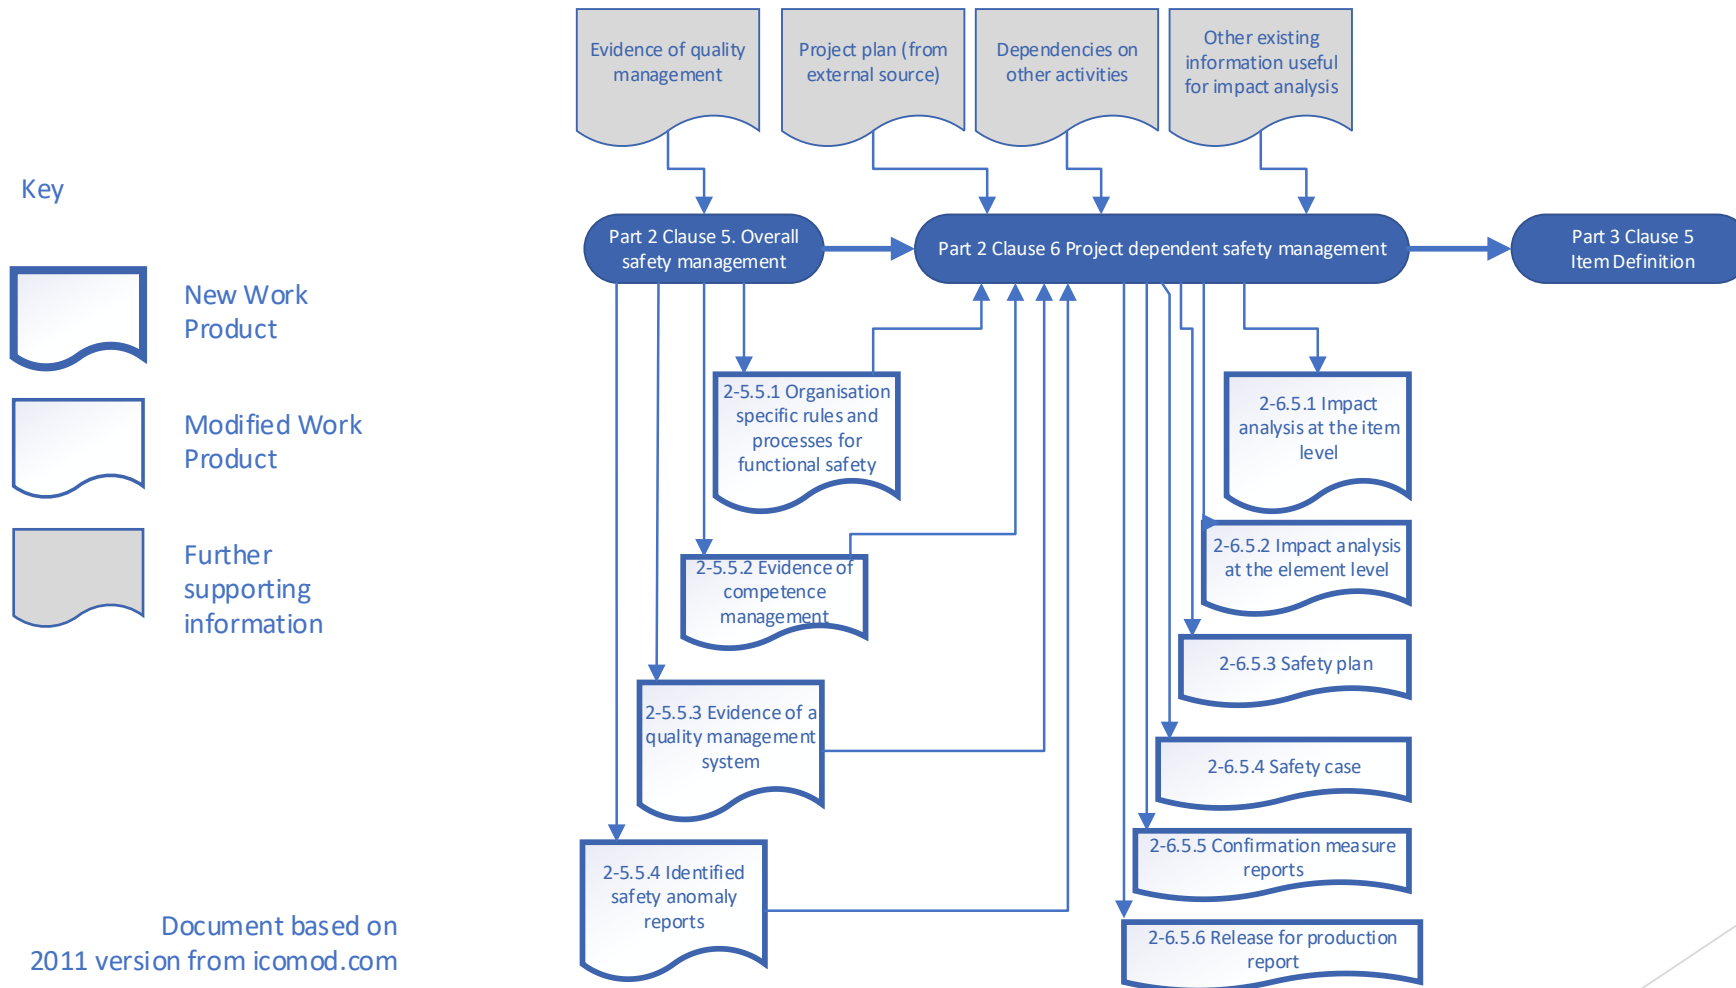 Evidence of quality
management
Project plan (from
external source)
Dependencies on
other activities
Other existing
information useful
for impact analysis
Key
New Work
Product
Modified Work
Product
Further
supporting
information
Part 2 Clause 5. Overall
safety management
Part 2 Clause 6 Project dependent safety management
Part 3 Clause 5
Item Definition
2-5.5.1 Organisation
specific rules and
processes for
functional safety
2-5.5.2 Evidence of
competence
management
2-5.5.3 Evidence of a
quality management
system
2-5.5.4 Identified
safety anomaly
reports
2-6.5.1 Impact
analysis at the item
level
2-6.5.2 Impact analysis
at the element level
2-6.5.3 Safety plan
2-6.5.4 Safety case
2-6.5.5 Confirmation measure
reports
2-6.5.6 Release for production
report
Document based on
2011 version from icomod.com